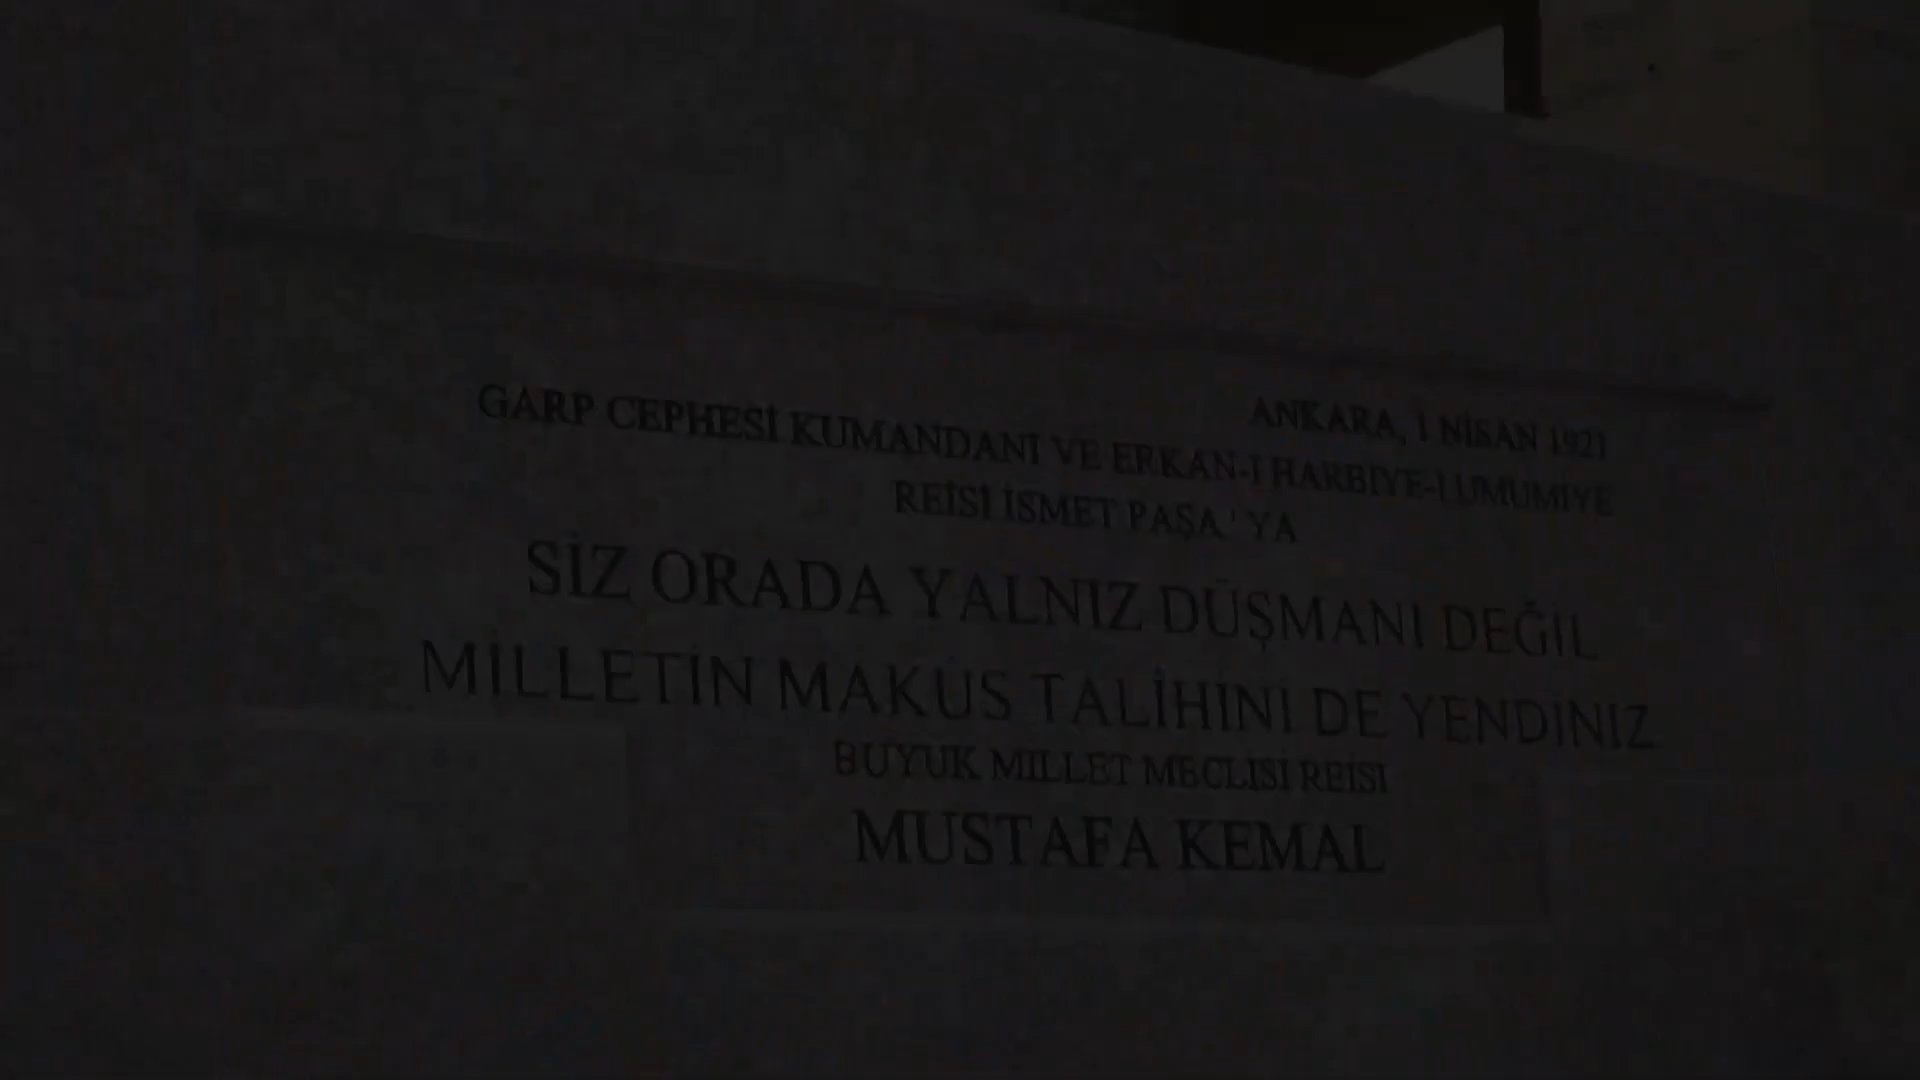 ANKARA, 1 NİSAN 1921
GARP CEPHESİ KUMANDANI VE ERKAN-I HARBİYE-İ UMUMİYE
REİSİ İSMET PAŞA' YA
SİZ ORADA YALNIZ DÜŞMANI DEĞİL
MİLLETİN MAKUS TALİHİNİ DE YENDİNİZ
BÜYÜK MİLLET MECLİSİ REİSİ
MUSTAFA KEMAL